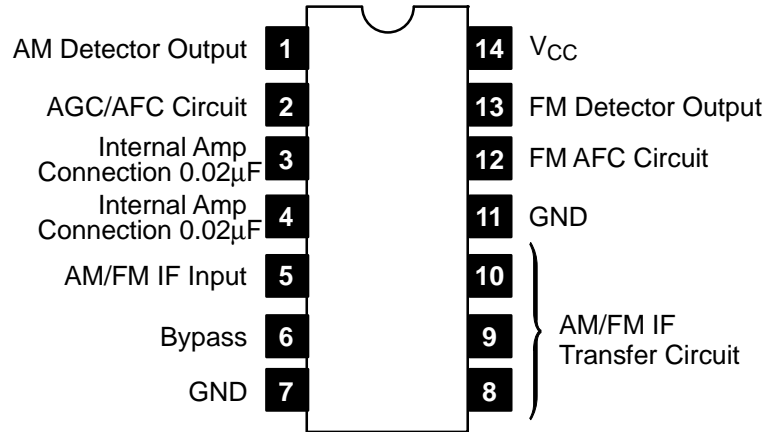 AM Detector Output 1
AGC/AFC Circuit 2
Internal Amp
Connection 0.02μF 3
Internal Amp
Connection 0.02μF 4
AM/FM IF Input 5
Bypass 6
GND 7
14 VCC
13 FM Detector Output
12 FM AFC Circuit
11 GND
10
9
8
AM/FM IF
Transfer Circuit